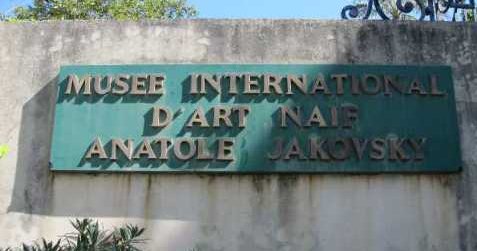 MUSEE INTERNATIONAL
D'ART NAIF
ANATOLE JAKOVSKY